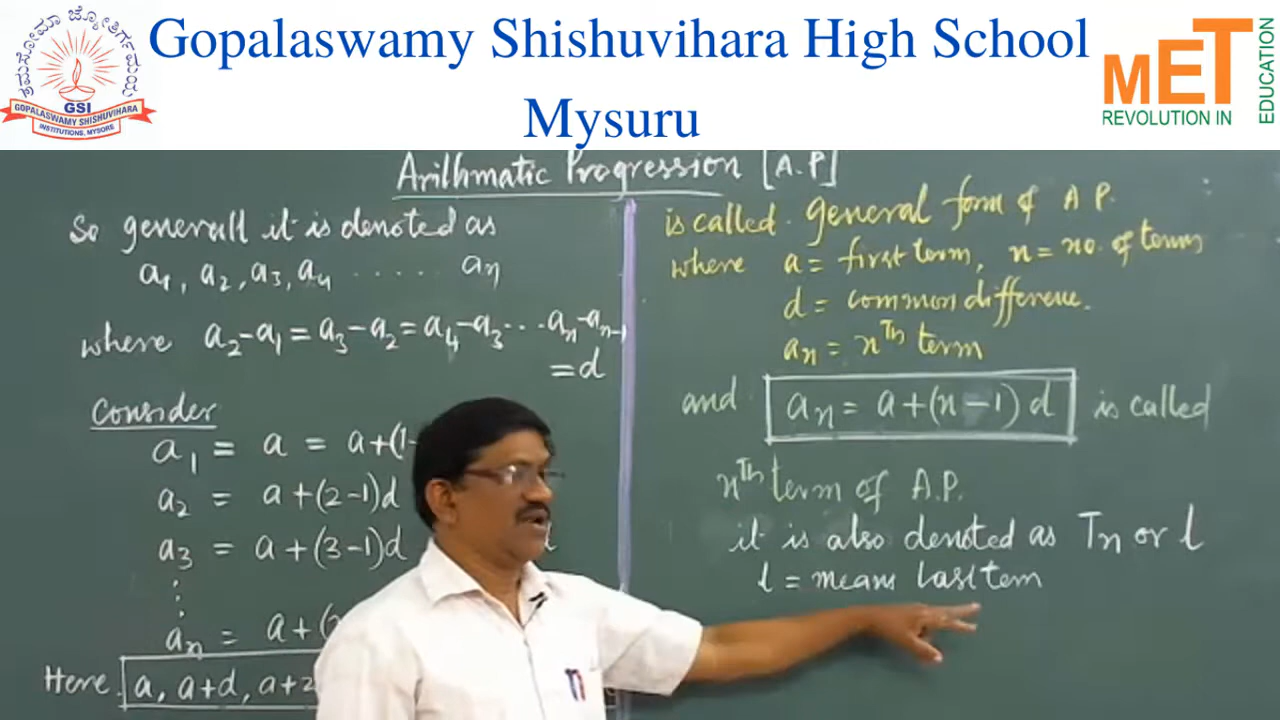 Gopalaswamy Shishuvihara High School
Mysuru
GSI
GOPALASWAMY SHISHUVIHARA
INSTITUTIONS, MYSORE
MET
REVOLUTION IN
EDUCATION
Arithmatic Progression [A.P]
So generall it is denoted as
a₁, a₂, a₃, a₄ ..... aₙ
where a₂-a₁ = a₃-a₂ = a₄-a₃ ... aₙ-aₙ₋₁
= d
Consider
a₁ = a = a+(1-
a₂ = a+(2-1)d
a₃ = a+(3-1)d
⋮
aₙ = a+(
Here a, a+d, a+2
is called general form of A P.
where a = first term, n = no. of terms
d = common difference.
aₙ = nᵀʰ term
and aₙ = a+(n-1) d is called
nᵀʰ term of A.P.
it is also denoted as Tₙ or l
l = means last tem